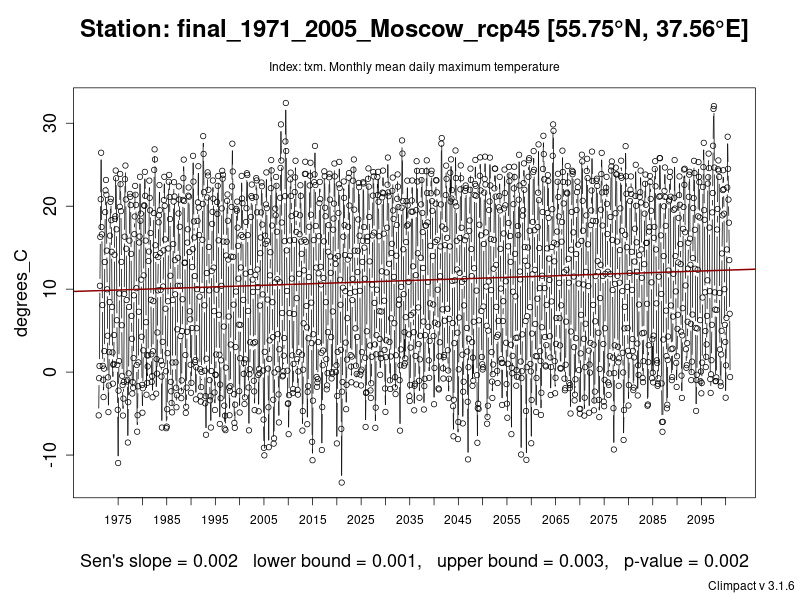 Station: final_1971_2005_Moscow_rcp45 [55.75°N, 37.56°E]
Index: txm. Monthly mean daily maximum temperature
degrees_C
30
20
10
0
-10
1975 1985 1995 2005 2015 2025 2035 2045 2055 2065 2075 2085 2095
Sen's slope = 0.002 lower bound = 0.001, upper bound = 0.003, p-value = 0.002
Climpact v 3.1.6